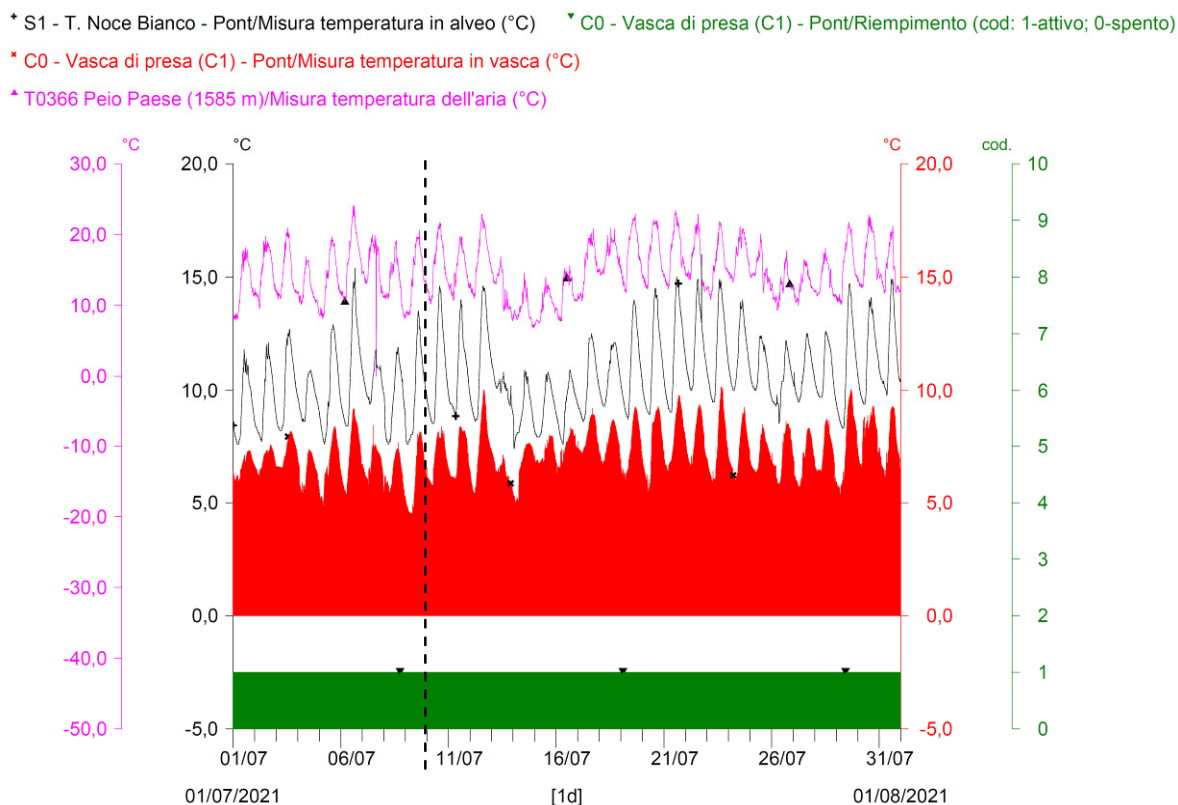 S1 - T. Noce Bianco - Pont/Misura temperatura in alveo (°C) C0 - Vasca di presa (C1) - Pont/Riempimento (cod: 1-attivo; 0-spento)
C0 - Vasca di presa (C1) - Pont/Misura temperatura in vasca (°C)
T0366 Peio Paese (1585 m)/Misura temperatura dell'aria (°C)
°C °C °C cod.
30,0 20,0 20,0 10
9
20,0
15,0 15,0 8
10,0
7
0,0
10,0 10,0 6
-10,0
5
-20,0
5,0 5,0 4
3
-30,0
0,0 0,0 2
-40,0
1
-50,0 -5,0 -5,0 0
01/07 06/07 11/07 16/07 21/07 26/07 31/07
01/07/2021 [1d] 01/08/2021